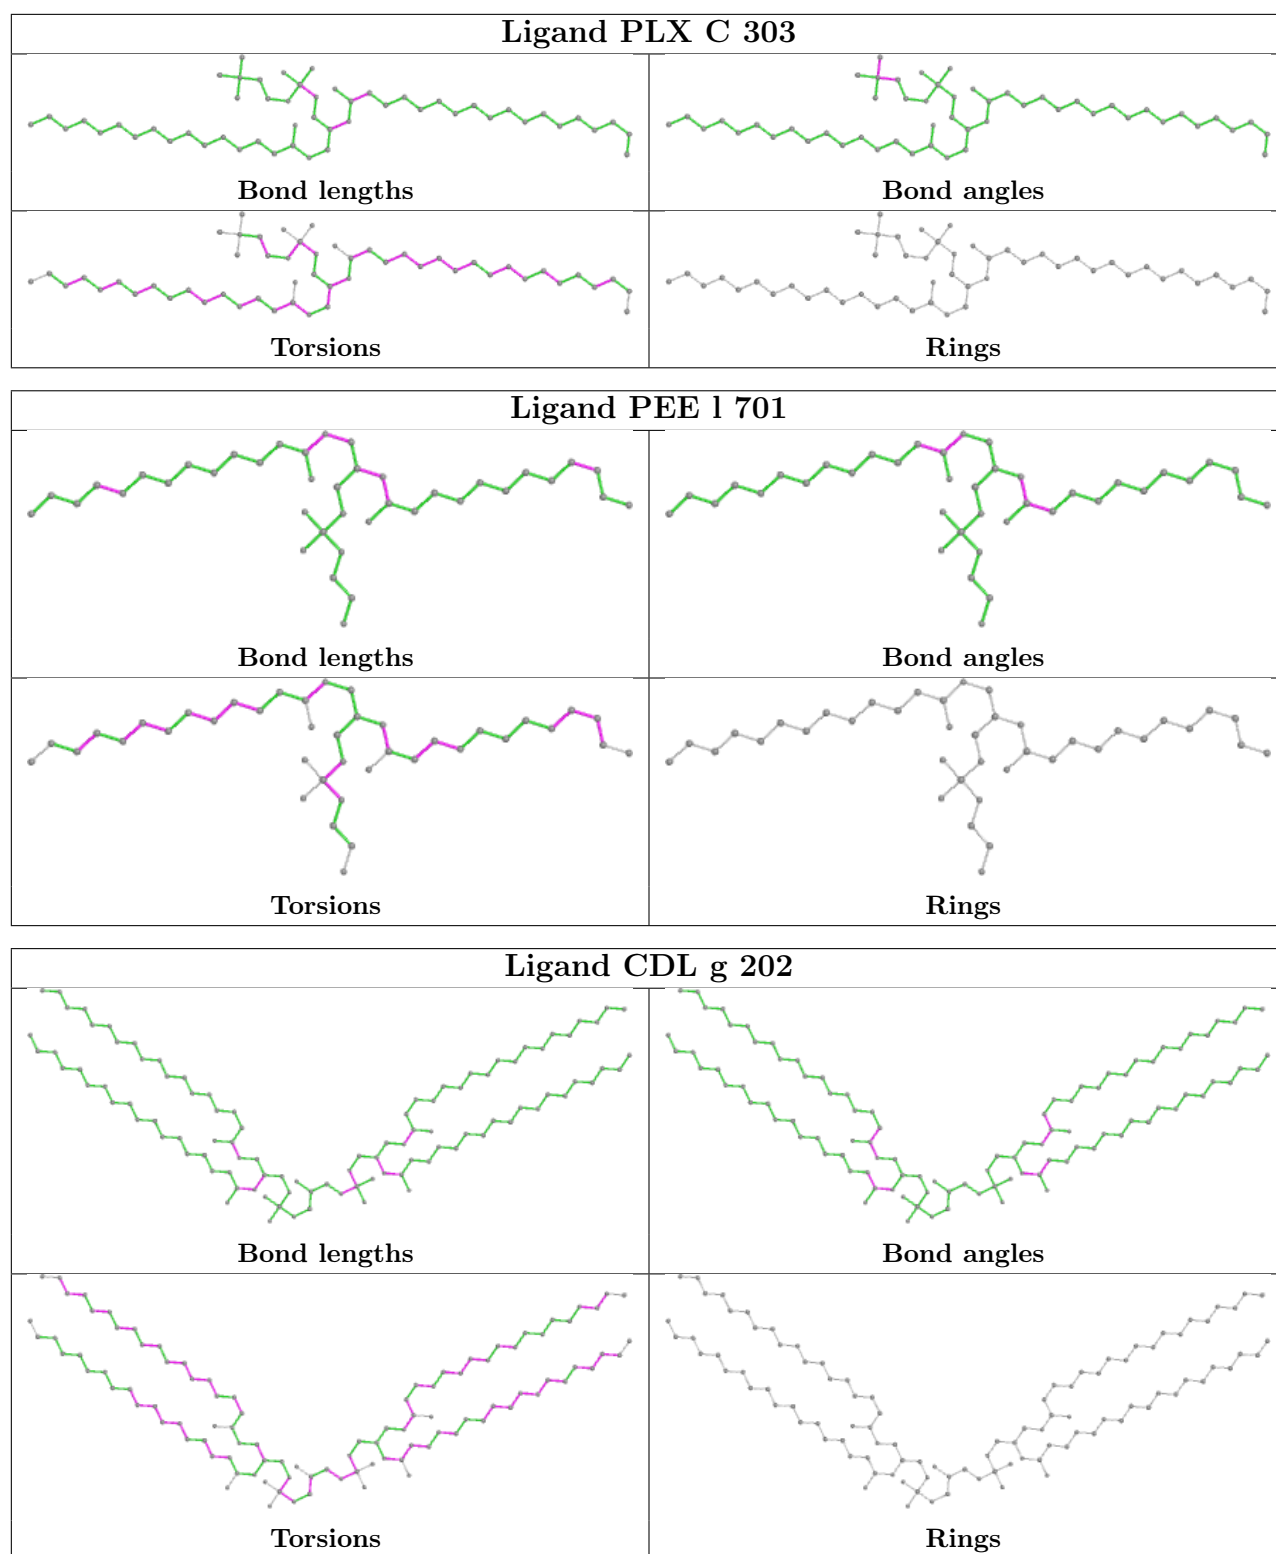 Ligand PLX C 303
Bond lengths
Bond angles
Torsions
Rings
Ligand PEE l 701
Bond lengths
Bond angles
Torsions
Rings
Ligand CDL g 202
Bond lengths
Bond angles
Torsions
Rings